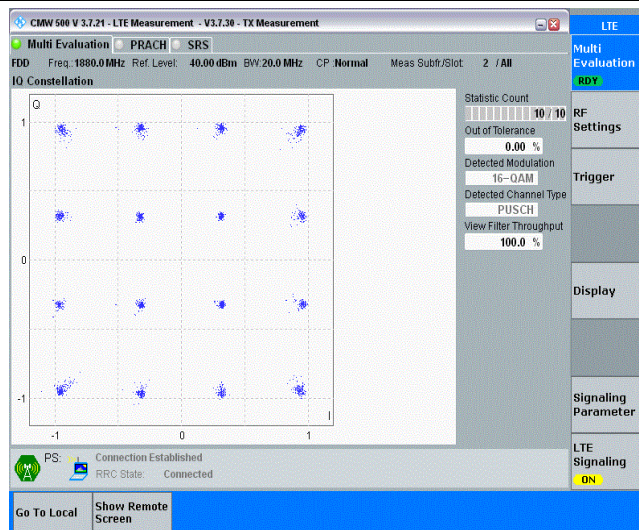 CMW 500 V 3.7.21 - LTE Measurement - V3.7.30 - TX Measurement
LTE
Multi Evaluation PRACH SRS
Multi Evaluation
RDY
FDD Freq.:1880.0 MHz Ref. Level: 40.00 dBm BW:20.0 MHz CP :Normal Meas Subfr./Slot: 2 / All
IQ Constellation
Q
1
0
-1
-1
0
1
I
Statistic Count
10 / 10
Out of Tolerance
0.00 %
Detected Modulation
16-QAM
Detected Channel Type
PUSCH
View Filter Throughput
100.0 %
RF Settings
Trigger
Display
Signaling Parameter
LTE Signaling
ON
PS: Connection Established
RRC State: Connected
Go To Local
Show Remote Screen